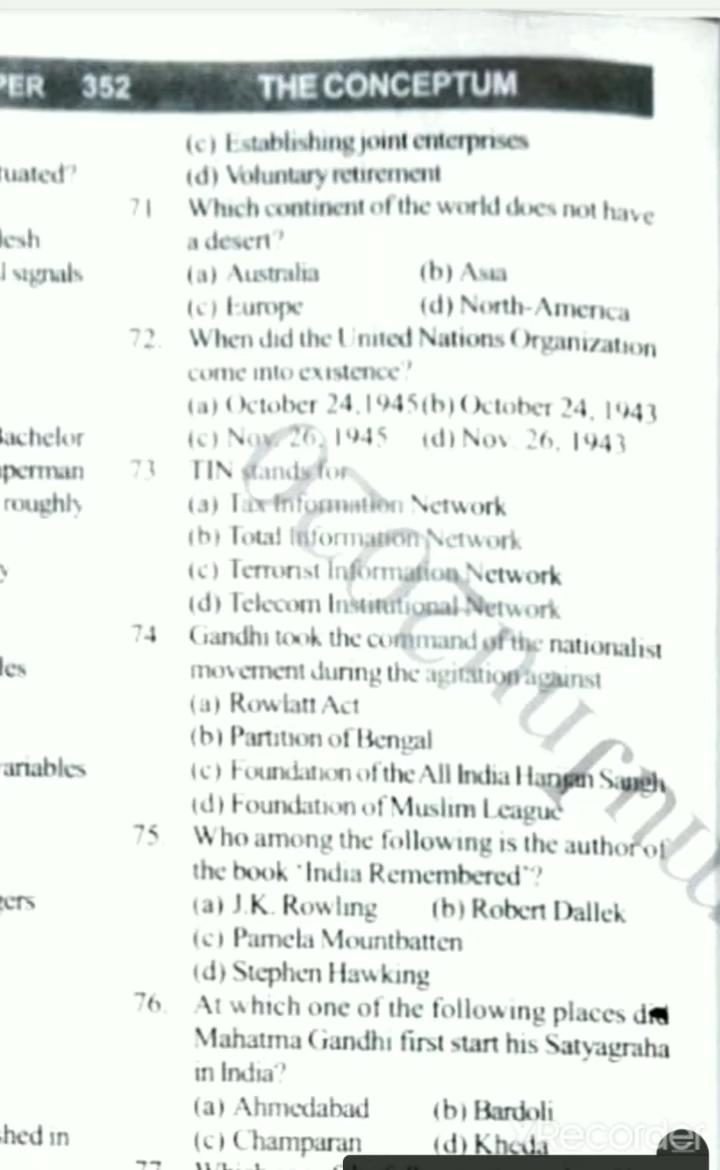 PER 352 THE CONCEPTUM
(c) Establishing joint enterprises
tuated?
(d) Voluntary retirement
71 Which continent of the world does not have
lesh
a desert?
l signals
(a) Australia (b) Asia
(c) Europe (d) North-America
72. When did the United Nations Organization
come into existence?
(a) October 24,1945(b) October 24, 1943
Bachelor
(c) Nov. 26, 1945 (d) Nov. 26, 1943
perman
73 TIN stands for
roughly
(a) Tax Information Network
(b) Total Information Network
y
(c) Terrorist Information Network
(d) Telecom Institutional Network
74 Gandhi took the command of the nationalist
les
movement during the agitation against
(a) Rowlatt Act
(b) Partition of Bengal
ariables
(c) Foundation of the All India Harijan Sangh
(d) Foundation of Muslim League
75. Who among the following is the author of
the book 'India Remembered'?
gers
(a) J.K. Rowling (b) Robert Dallek
(c) Pamela Mountbatten
(d) Stephen Hawking
76. At which one of the following places did
Mahatma Gandhi first start his Satyagraha
in India?
(a) Ahmedabad (b) Bardoli
shed in
(c) Champaran (d) Kheda
XRecorder
77